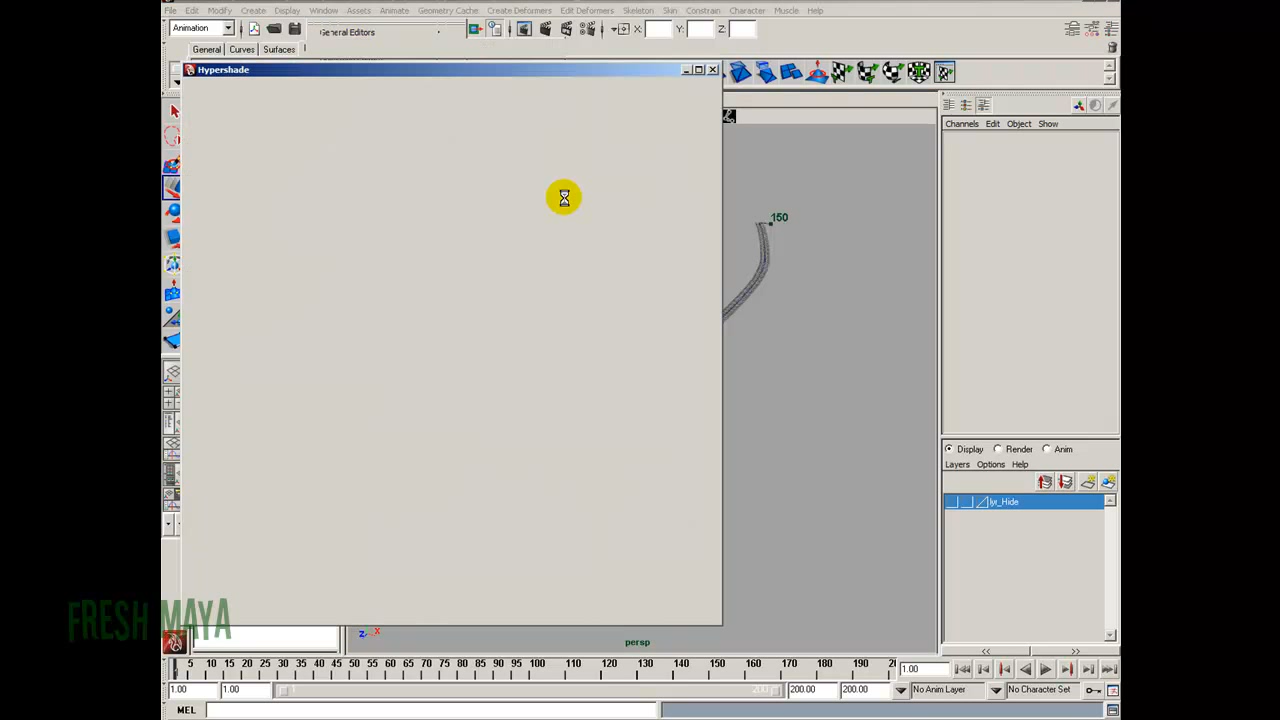 File Edit Modify Create Display Window Assets Animate Geometry Cache Create Deformers Edit Deformers Skeleton Skin Constrain Character Muscle Help
Animation General Editors X: Y: Z:
General Curves Surfaces
Hypershade
Channels Edit Object Show
150
Display Render Anim
Layers Options Help
lyr_Hide
FRESH MAYA
z x
persp
5 10 15 20 25 30 35 40 45 50 55 60 65 70 75 80 85 90 95 100 110 120 130 140 150 160 170 180 190 2 1.00
1.00 1.00 200 200.00 200.00 No Anim Layer No Character Set
MEL